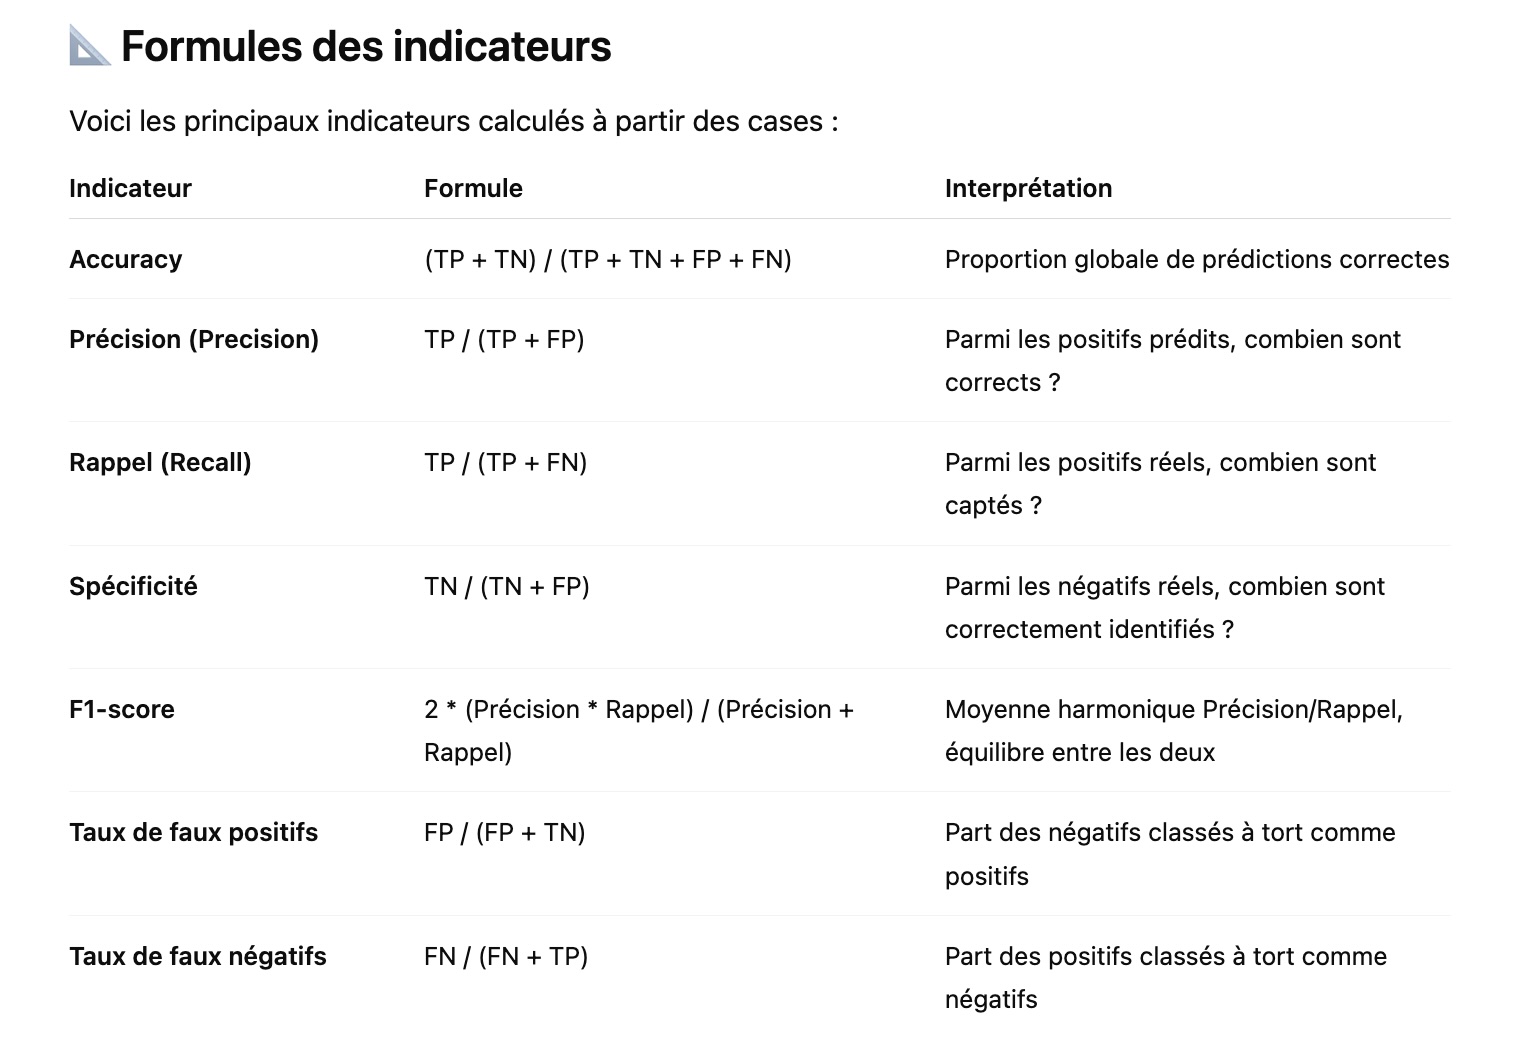 📐 Formules des indicateurs
Voici les principaux indicateurs calculés à partir des cases :
Indicateur Formule Interprétation
Accuracy (TP + TN) / (TP + TN + FP + FN) Proportion globale de prédictions correctes
Précision (Precision) TP / (TP + FP) Parmi les positifs prédits, combien sont
corrects ?
Rappel (Recall) TP / (TP + FN) Parmi les positifs réels, combien sont
captés ?
Spécificité TN / (TN + FP) Parmi les négatifs réels, combien sont
correctement identifiés ?
F1-score 2 * (Précision * Rappel) / (Précision + Moyenne harmonique Précision/Rappel,
Rappel) équilibre entre les deux
Taux de faux positifs FP / (FP + TN) Part des négatifs classés à tort comme
positifs
Taux de faux négatifs FN / (FN + TP) Part des positifs classés à tort comme
négatifs